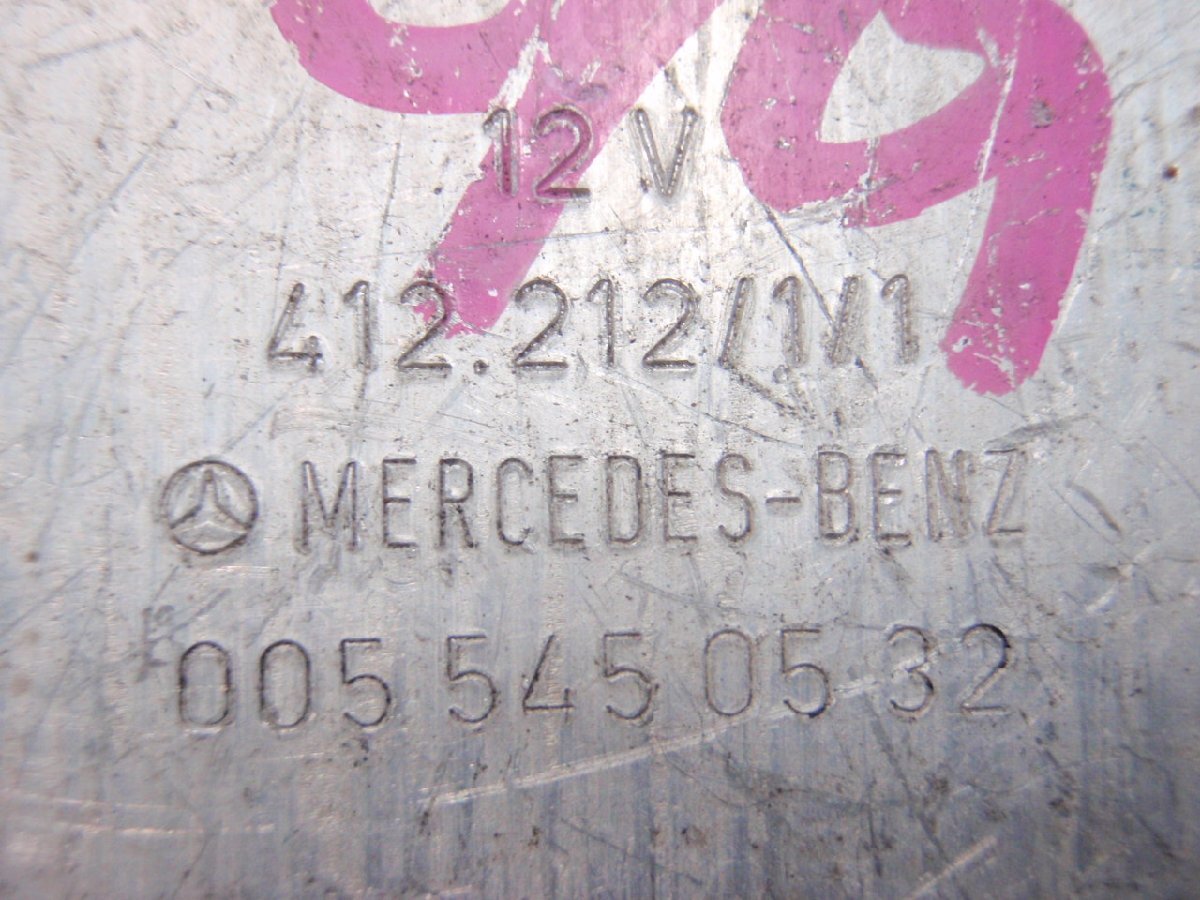 12 V
412.212/1/1
MERCEDES-BENZ
005 545 05 32